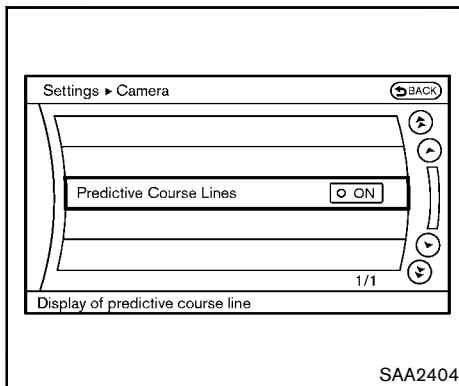 Settings ▸ Camera
BACK
Predictive Course Lines
ON
1/1
Display of predictive course line
SAA2404